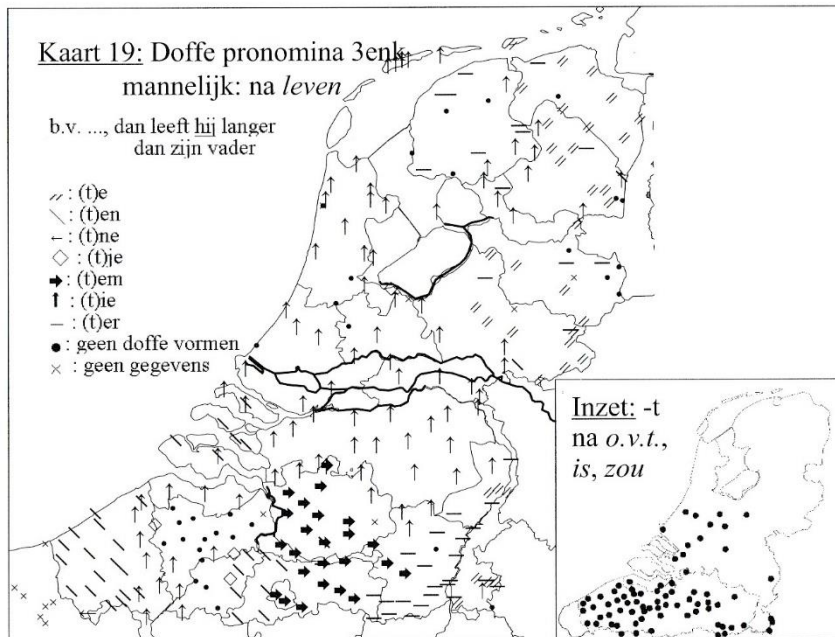 Kaart 19: Doffe pronomina 3enk
mannelijk: na leven
b.v. ..., dan leeft hij langer
dan zijn vader
: (t)e
: (t)en
: (t)ne
: (t)je
: (t)em
: (t)ie
: (t)er
: geen doffe vormen
: geen gegevens
Inzet: -t
na o.v.t.,
is, zou